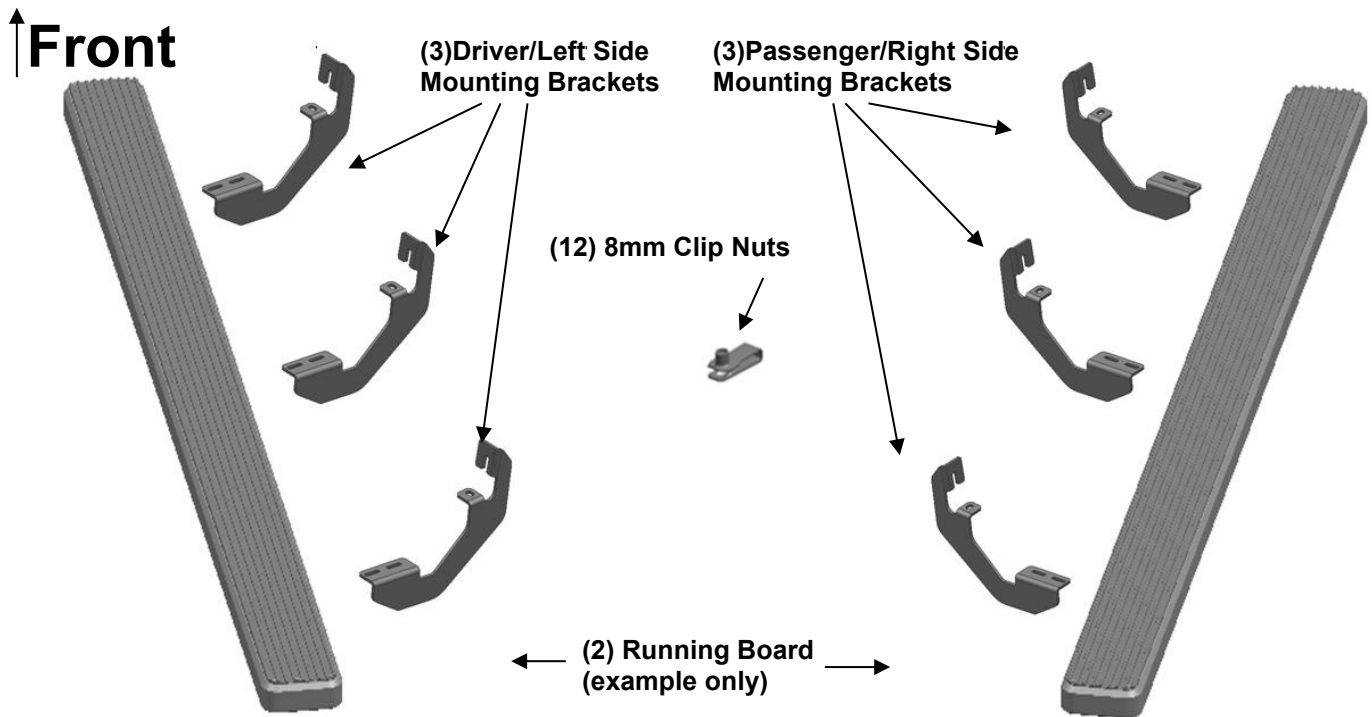 Front
(3)Driver/Left Side
Mounting Brackets
(3)Passenger/Right Side
Mounting Brackets
(12) 8mm Clip Nuts
(2) Running Board
(example only)